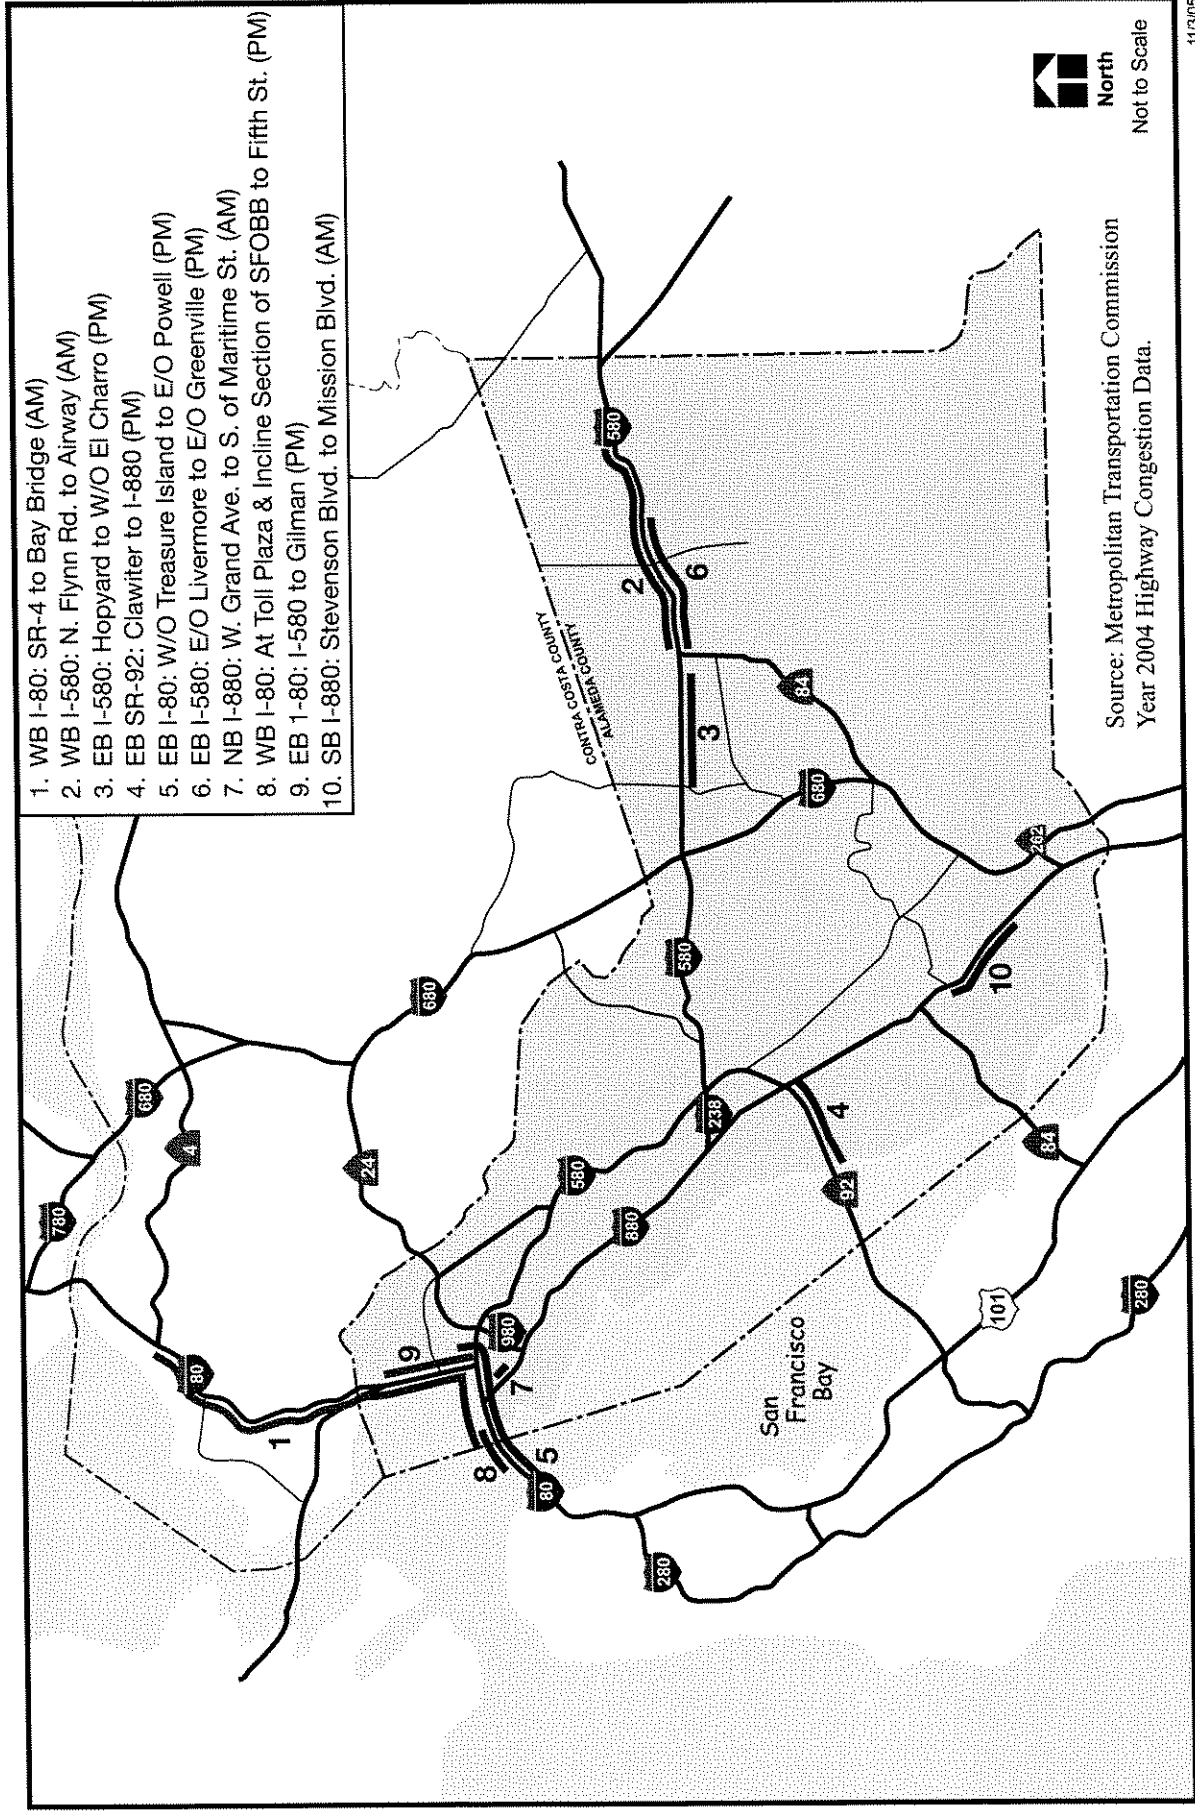 1. WB I-80: SR-4 to Bay Bridge (AM)
2. WB I-580: N. Flynn Rd. to Airway (AM)
3. EB I-580: Hopyard to W/O El Charro (PM)
4. EB SR-92: Clawiter to I-880 (PM)
5. EB I-80: W/O Treasure Island to E/O Powell (PM)
6. EB I-580: E/O Livermore to E/O Greenville (PM)
7. NB I-880: W. Grand Ave. to S. of Maritime St. (AM)
8. WB I-80: At Toll Plaza & Incline Section of SFOBB to Fifth St. (PM)
9. EB 1-80: I-580 to Gilman (PM)
10. SB I-880: Stevenson Blvd. to Mission Blvd. (AM)
780
680
4
80
1
24
680
9
980
7
8
5
80
580
880
238
4
92
580
CONTRA COSTA COUNTY
ALAMEDA COUNTY
2
6
580
3
84
680
262
10
84
101
280
280
San
Francisco
Bay
North
Not to Scale
Source: Metropolitan Transportation Commission
Year 2004 Highway Congestion Data.
11/3/05